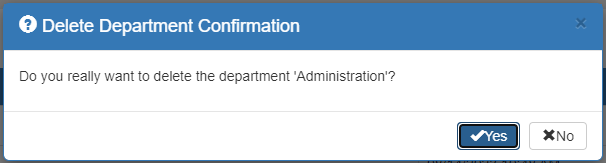 Delete Department Confirmation
Do you really want to delete the department 'Administration'?
Yes
No